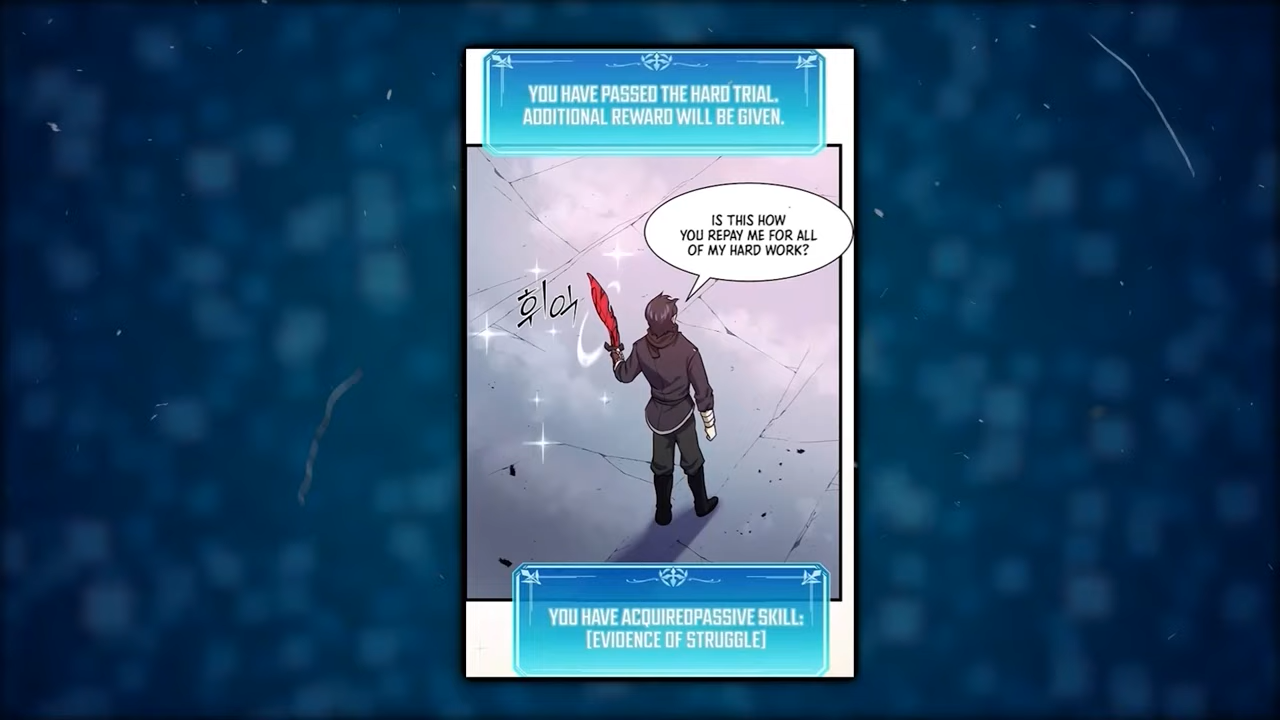 YOU HAVE PASSED THE HARD TRIAL.
ADDITIONAL REWARD WILL BE GIVEN.
IS THIS HOW
YOU REPAY ME FOR ALL
OF MY HARD WORK?
휘익
YOU HAVE ACQUIREDPASSIVE SKILL:
[EVIDENCE OF STRUGGLE]